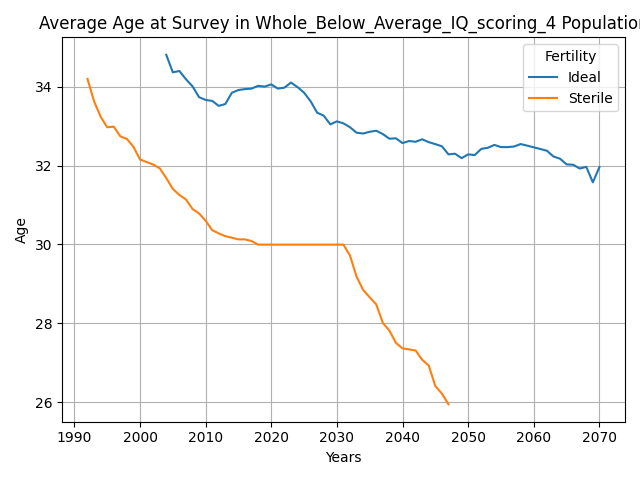 Average Age at Survey in Whole_Below_Average_IQ_scoring_4 Population
Fertility
Ideal
Sterile
Age
34
32
30
28
26
1990 2000 2010 2020 2030 2040 2050 2060 2070
Years